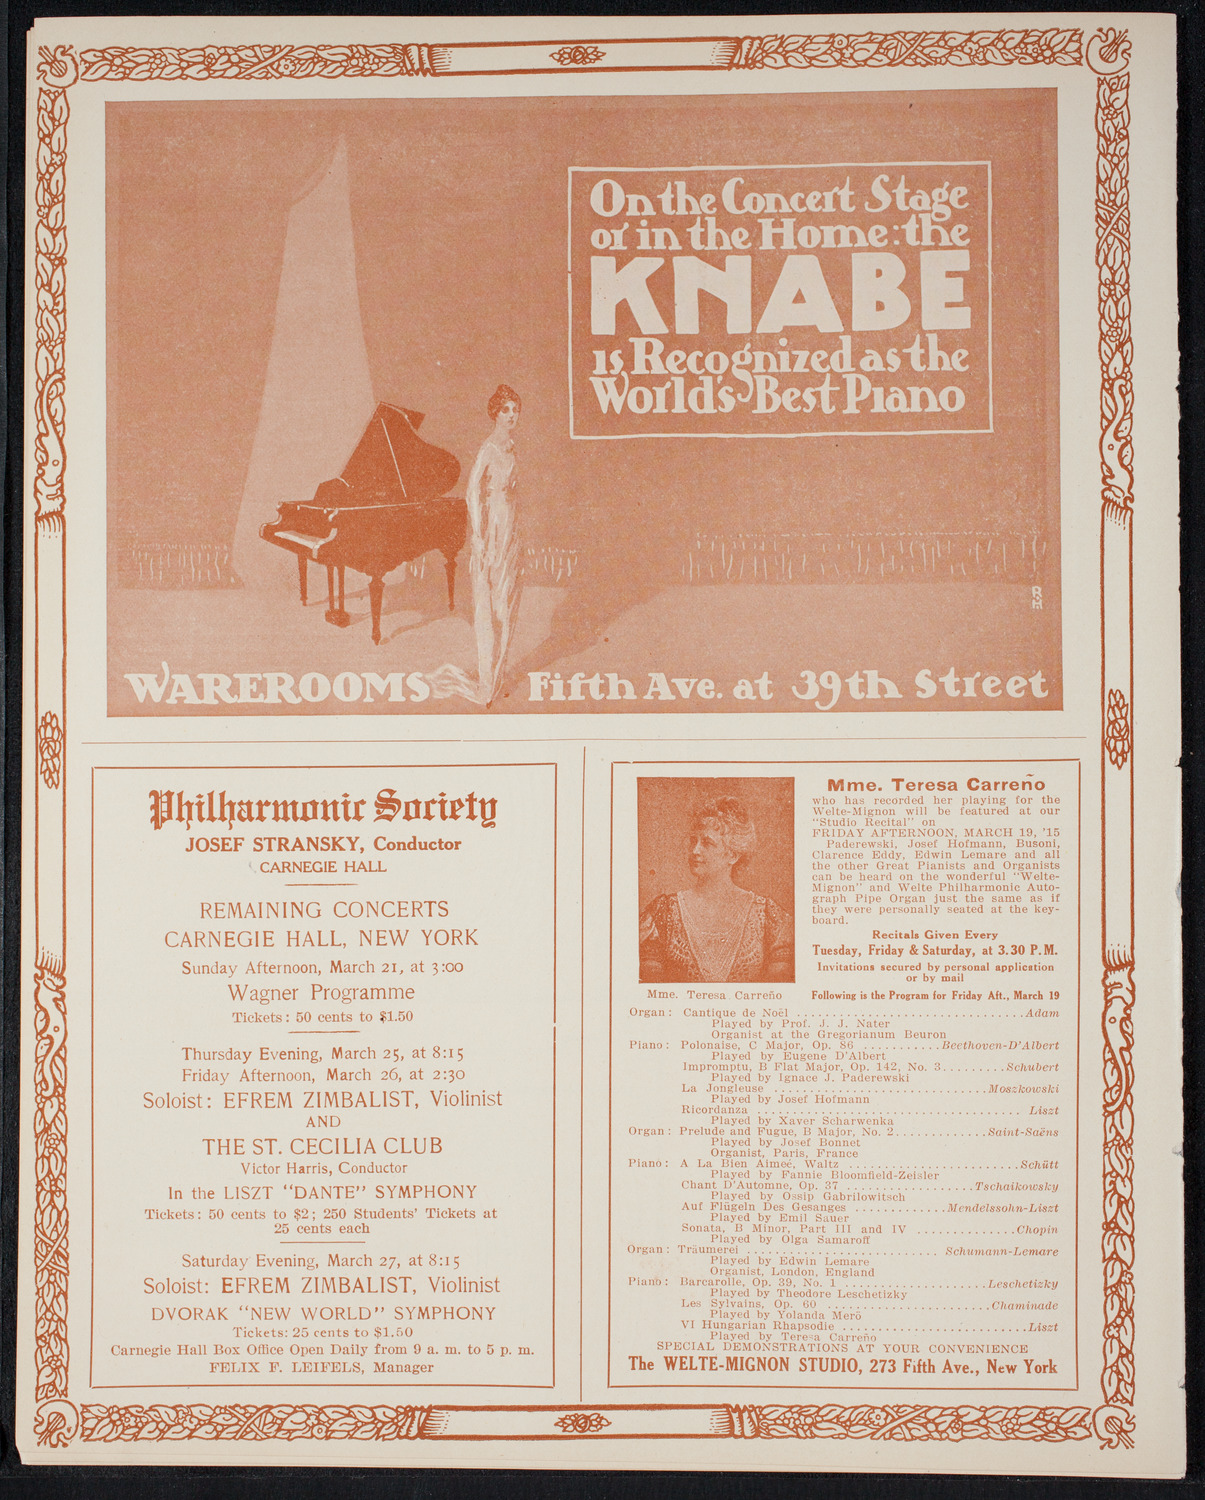 On the Concert Stage
or in the Home: the
KNABE
is Recognized as the
World's Best Piano
WAREROOMS Fifth Ave. at 39th Street
Philharmonic Society
JOSEF STRANSKY, Conductor
CARNEGIE HALL
REMAINING CONCERTS
CARNEGIE HALL, NEW YORK
Sunday Afternoon, March 21, at 3:00
Wagner Programme
Tickets: 50 cents to $1.50
Thursday Evening, March 25, at 8:15
Friday Afternoon, March 26, at 2:30
Soloist: EFREM ZIMBALIST, Violinist
AND
THE ST. CECILIA CLUB
Victor Harris, Conductor
In the LISZT "DANTE" SYMPHONY
Tickets: 50 cents to $2; 250 Students' Tickets at
25 cents each
Saturday Evening, March 27, at 8:15
Soloist: EFREM ZIMBALIST, Violinist
DVORAK "NEW WORLD" SYMPHONY
Tickets: 25 cents to $1.50
Carnegie Hall Box Office Open Daily from 9 a. m. to 5 p. m.
FELIX F. LEIFELS, Manager
Mme. Teresa Carreño
Mme. Teresa Carreño
who has recorded her playing for the
Welte-Mignon will be featured at our
"Studio Recital" on
FRIDAY AFTERNOON, MARCH 19, '15
Paderewski, Josef Hofmann, Busoni,
Clarence Eddy, Edwin Lemare and all
the other Great Pianists and Organists
can be heard on the wonderful "Welte-
Mignon" and Welte Philharmonic Auto-
graph Pipe Organ just the same as if
they were personally seated at the key-
board.
Recitals Given Every
Tuesday, Friday & Saturday, at 3.30 P.M.
Invitations secured by personal application
or by mail
Following is the Program for Friday Aft., March 19
Organ: Cantique de Noël ........ Adam
Played by Prof. J. J. Nater
Organist at the Gregorianum Beuron
Piano: Polonaise, C Major, Op. 86 ........ Beethoven-D'Albert
Played by Eugene D'Albert
Impromptu, B Flat Major, Op. 142, No. 3 ........ Schubert
Played by Ignace J. Paderewski
La Jongleuse ........ Moszkowski
Played by Josef Hofmann
Ricordanza ........ Liszt
Played by Xaver Scharwenka
Organ: Prelude and Fugue, B Major, No. 2 ........ Saint-Saëns
Played by Josef Bonnet
Organist, Paris, France
Piano: A La Bien Aimeé, Waltz ........ Schütt
Played by Fannie Bloomfield-Zeisler
Chant D'Automne, Op. 37 ........ Tschaikowsky
Played by Ossip Gabrilowitsch
Auf Flügeln Des Gesanges ........ Mendelssohn-Liszt
Played by Emil Sauer
Sonata, B Minor, Part III and IV ........ Chopin
Played by Olga Samaroff
Organ: Träumerei ........ Schumann-Lemare
Played by Edwin Lemare
Organist, London, England
Piano: Barcarolle, Op. 39, No. 1 ........ Leschetizky
Played by Theodore Leschetizky
Les Sylvains, Op. 60 ........ Chaminade
Played by Yolanda Merö
VI Hungarian Rhapsodie ........ Liszt
Played by Teresa Carreño
SPECIAL DEMONSTRATIONS AT YOUR CONVENIENCE
The WELTE-MIGNON STUDIO, 273 Fifth Ave., New York